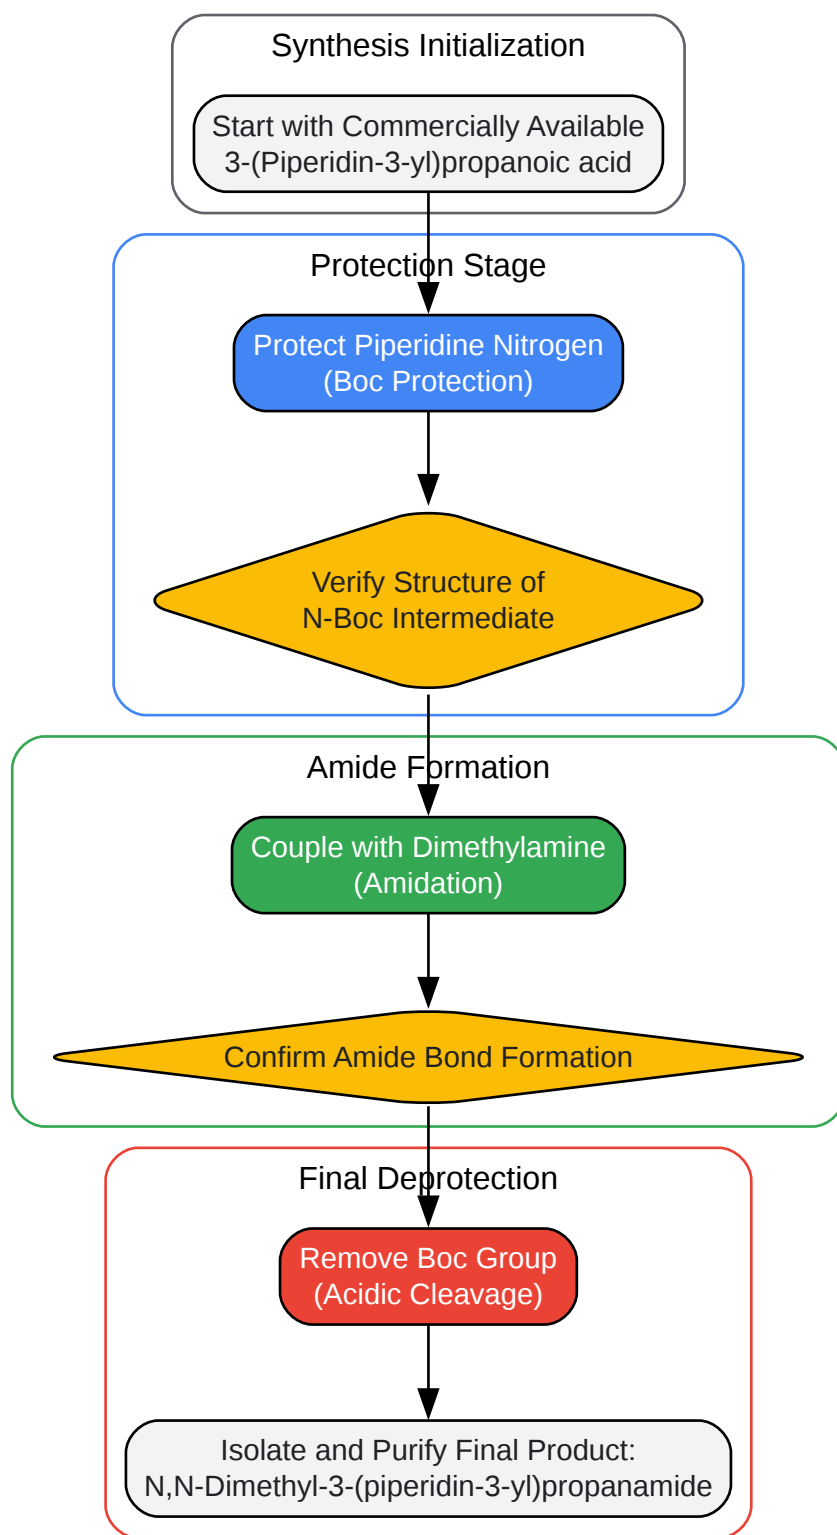 Synthesis Initialization
Start with Commercially Available
3-(Piperidin-3-yl)propanoic acid
Protection Stage
Protect Piperidine Nitrogen
(Boc Protection)
Verify Structure of
N-Boc Intermediate
Amide Formation
Couple with Dimethylamine
(Amidation)
Confirm Amide Bond Formation
Final Deprotection
Remove Boc Group
(Acidic Cleavage)
Isolate and Purify Final Product:
N,N-Dimethyl-3-(piperidin-3-yl)propanamide